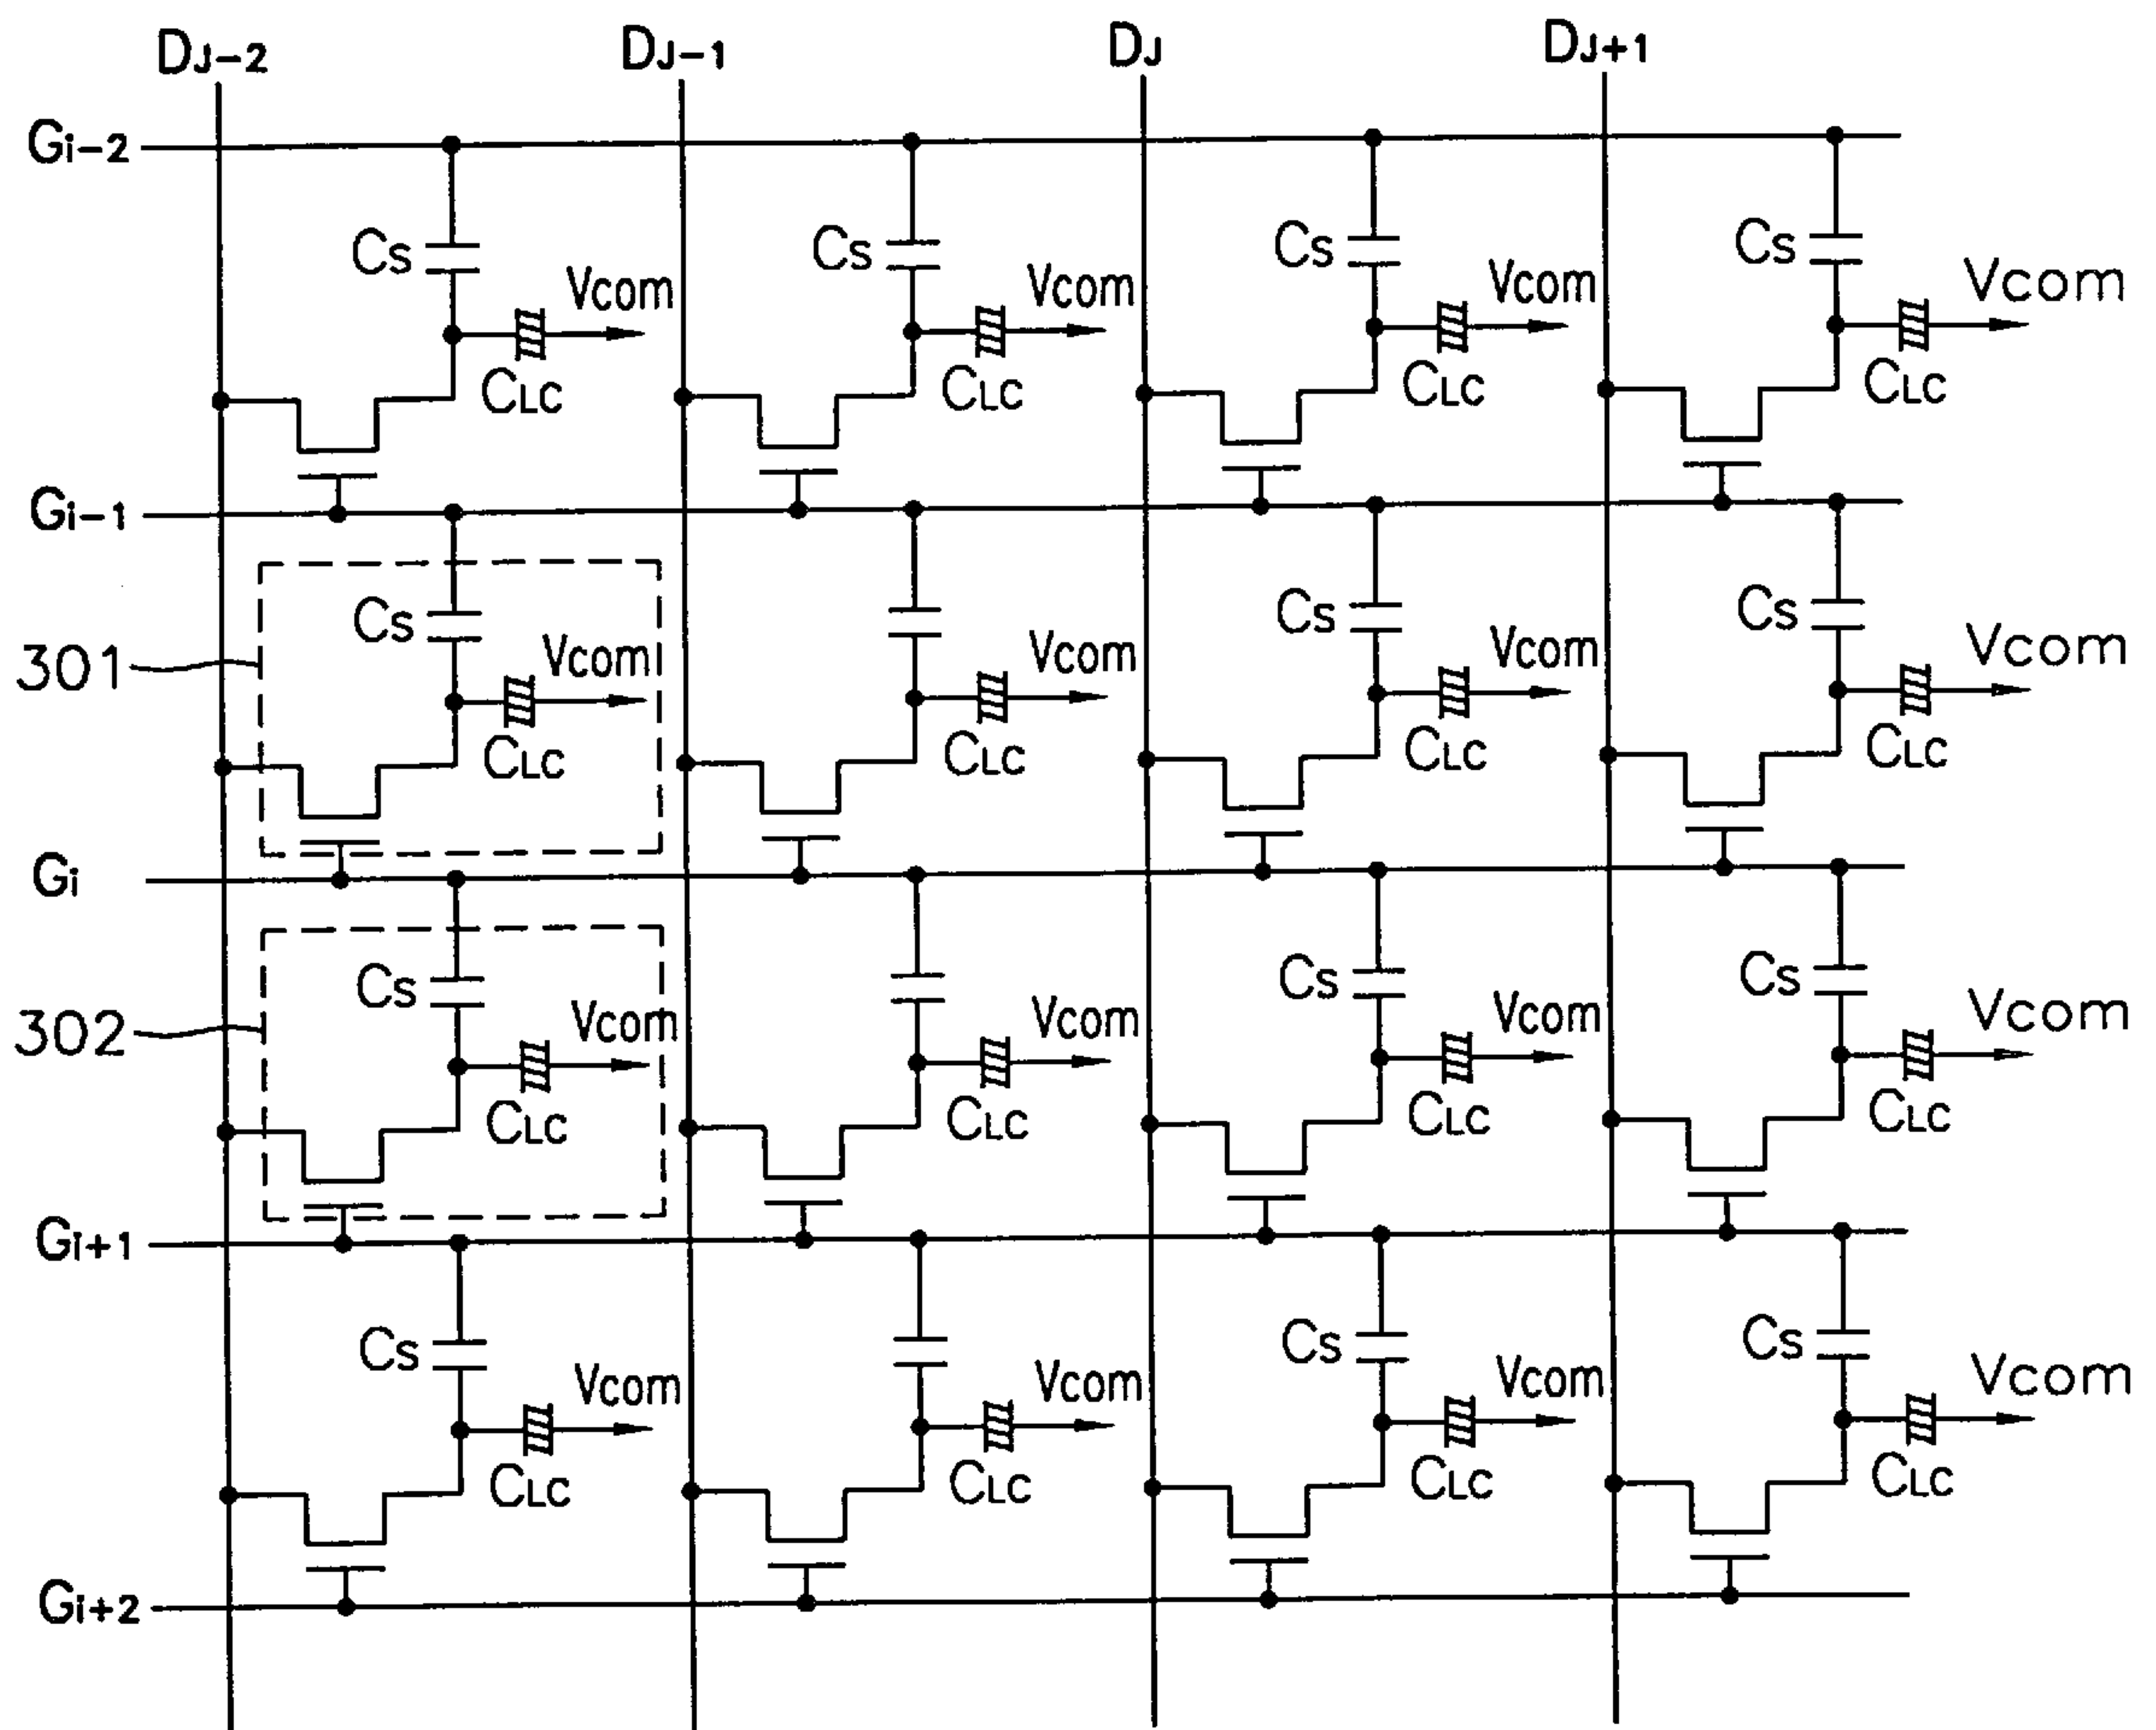 DJ-2 DJ-1 DJ DJ+1
Gi-2
Cs Cs Cs Cs
Vcom Vcom Vcom Vcom
CLC CLC CLC CLC
Gi-1
Cs Cs Cs
301 Vcom Vcom Vcom Vcom
CLC CLC CLC CLC
Gi
Cs Cs Cs
302 Vcom Vcom Vcom Vcom
CLC CLC CLC CLC
Gi+1
Cs Cs Cs
Vcom Vcom Vcom Vcom
CLC CLC CLC CLC
Gi+2